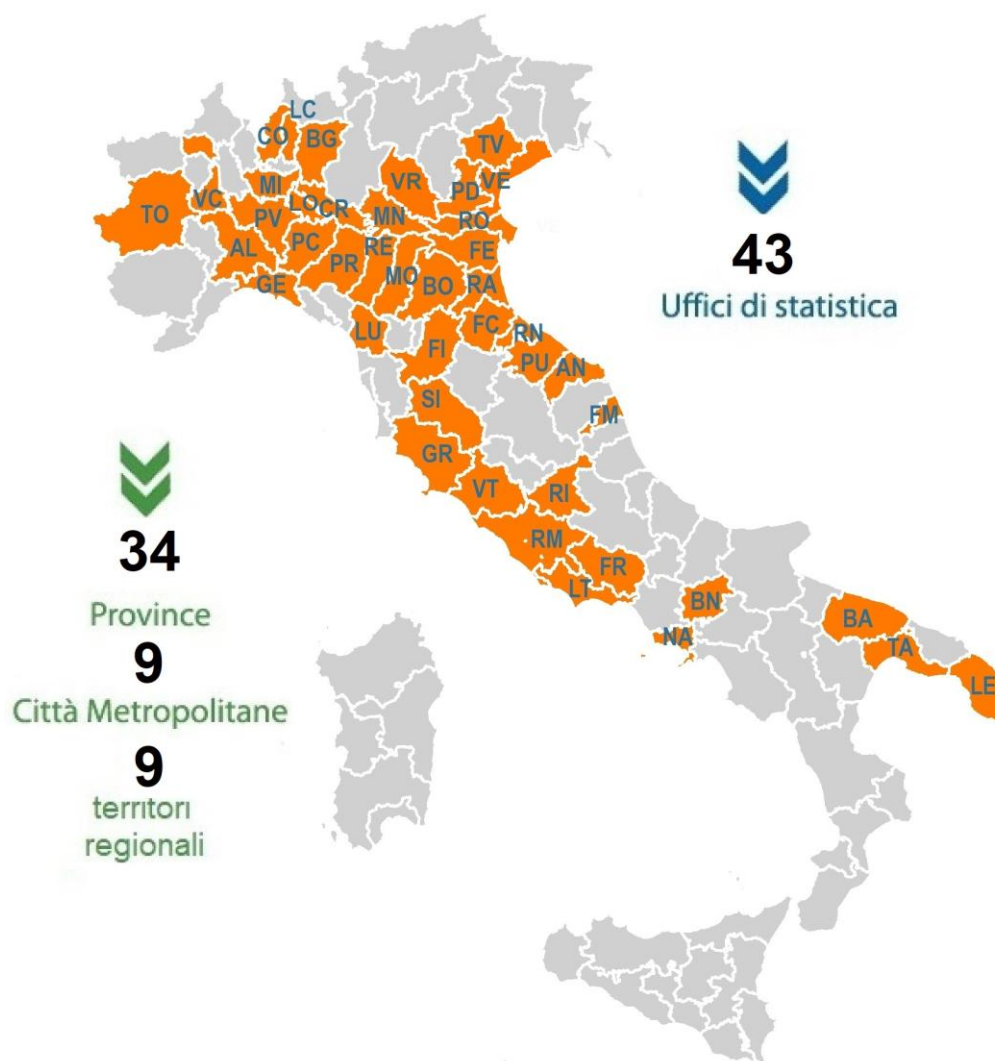 LC
CO
BG
TV
VR
PD
VE
MI
VC
TO
LO
CR
PV
MN
RO
AL
PC
PR
RE
MO
FE
GE
BO
RA
LU
FI
FC
RN
PU
AN
SI
FM
GR
VT
RI
RM
FR
LT
BN
NA
BA
TA
LE
43
Uffici di statistica
34
Province
9
Città Metropolitane
9
territori
regionali